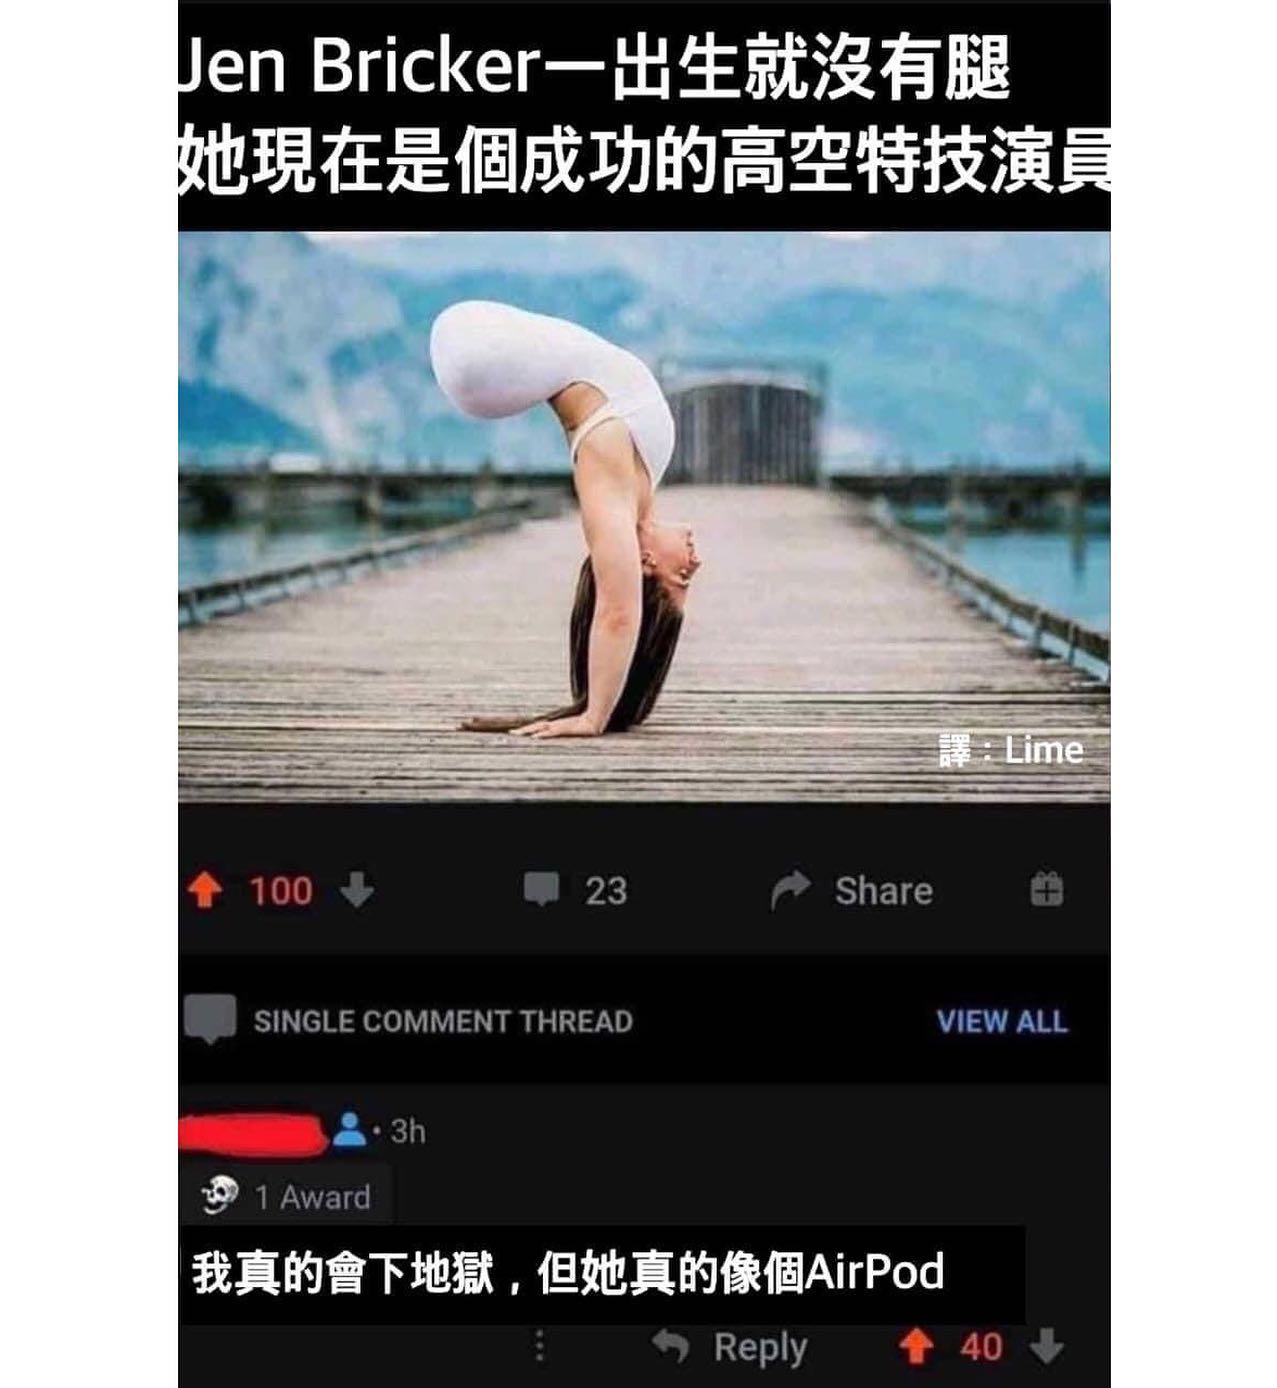 Jen Bricker一出生就沒有腿
她現在是個成功的高空特技演員
譯：Lime
100
23
Share
SINGLE COMMENT THREAD
VIEW ALL
· 3h
1 Award
我真的會下地獄，但她真的像個AirPod
Reply
40